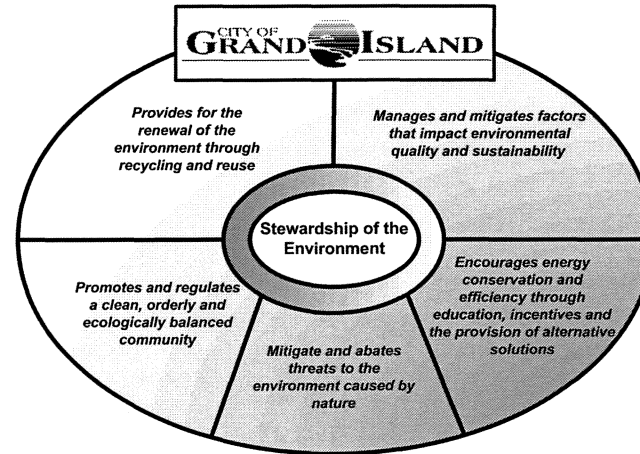 CITY OF
GRAND ISLAND
Provides for the
renewal of the
environment through
recycling and reuse
Manages and mitigates factors
that impact environmental
quality and sustainability
Stewardship of the
Environment
Encourages energy
conservation and
efficiency through
education, incentives and
the provision of alternative
solutions
Promotes and regulates
a clean, orderly and
ecologically balanced
community
Mitigate and abates
threats to the
environment caused by
nature